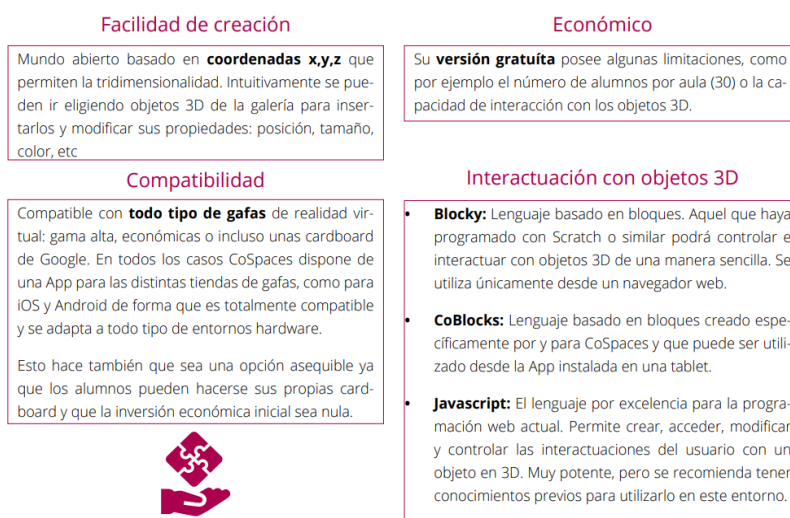 Facilidad de creación
Mundo abierto basado en coordenadas x,y,z que
permiten la tridimensionalidad. Intuitivamente se pue-
den ir eligiendo objetos 3D de la galería para inser-
tarlos y modificar sus propiedades: posición, tamaño,
color, etc
Compatibilidad
Compatible con todo tipo de gafas de realidad vir-
tual: gama alta, económicas o incluso unas cardboard
de Google. En todos los casos CoSpaces dispone de
una App para las distintas tiendas de gafas, como para
iOS y Android de forma que es totalmente compatible
y se adapta a todo tipo de entornos hardware.
Esto hace también que sea una opción asequible ya
que los alumnos pueden hacerse sus propias card-
board y que la inversión económica inicial sea nula.
Económico
Su versión gratuíta posee algunas limitaciones, como
por ejemplo el número de alumnos por aula (30) o la ca-
pacidad de interacción con los objetos 3D.
Interactuación con objetos 3D
• Blocky: Lenguaje basado en bloques. Aquel que haya
programado con Scratch o similar podrá controlar e
interactuar con objetos 3D de una manera sencilla. Se
utiliza únicamente desde un navegador web.
• CoBlocks: Lenguaje basado en bloques creado espe-
cíficamente por y para CoSpaces y que puede ser utili-
zado desde la App instalada en una tablet.
• Javascript: El lenguaje por excelencia para la progra-
mación web actual. Permite crear, acceder, modificar
y controlar las interactuaciones del usuario con un
objeto en 3D. Muy potente, pero se recomienda tener
conocimientos previos para utilizarlo en este entorno.